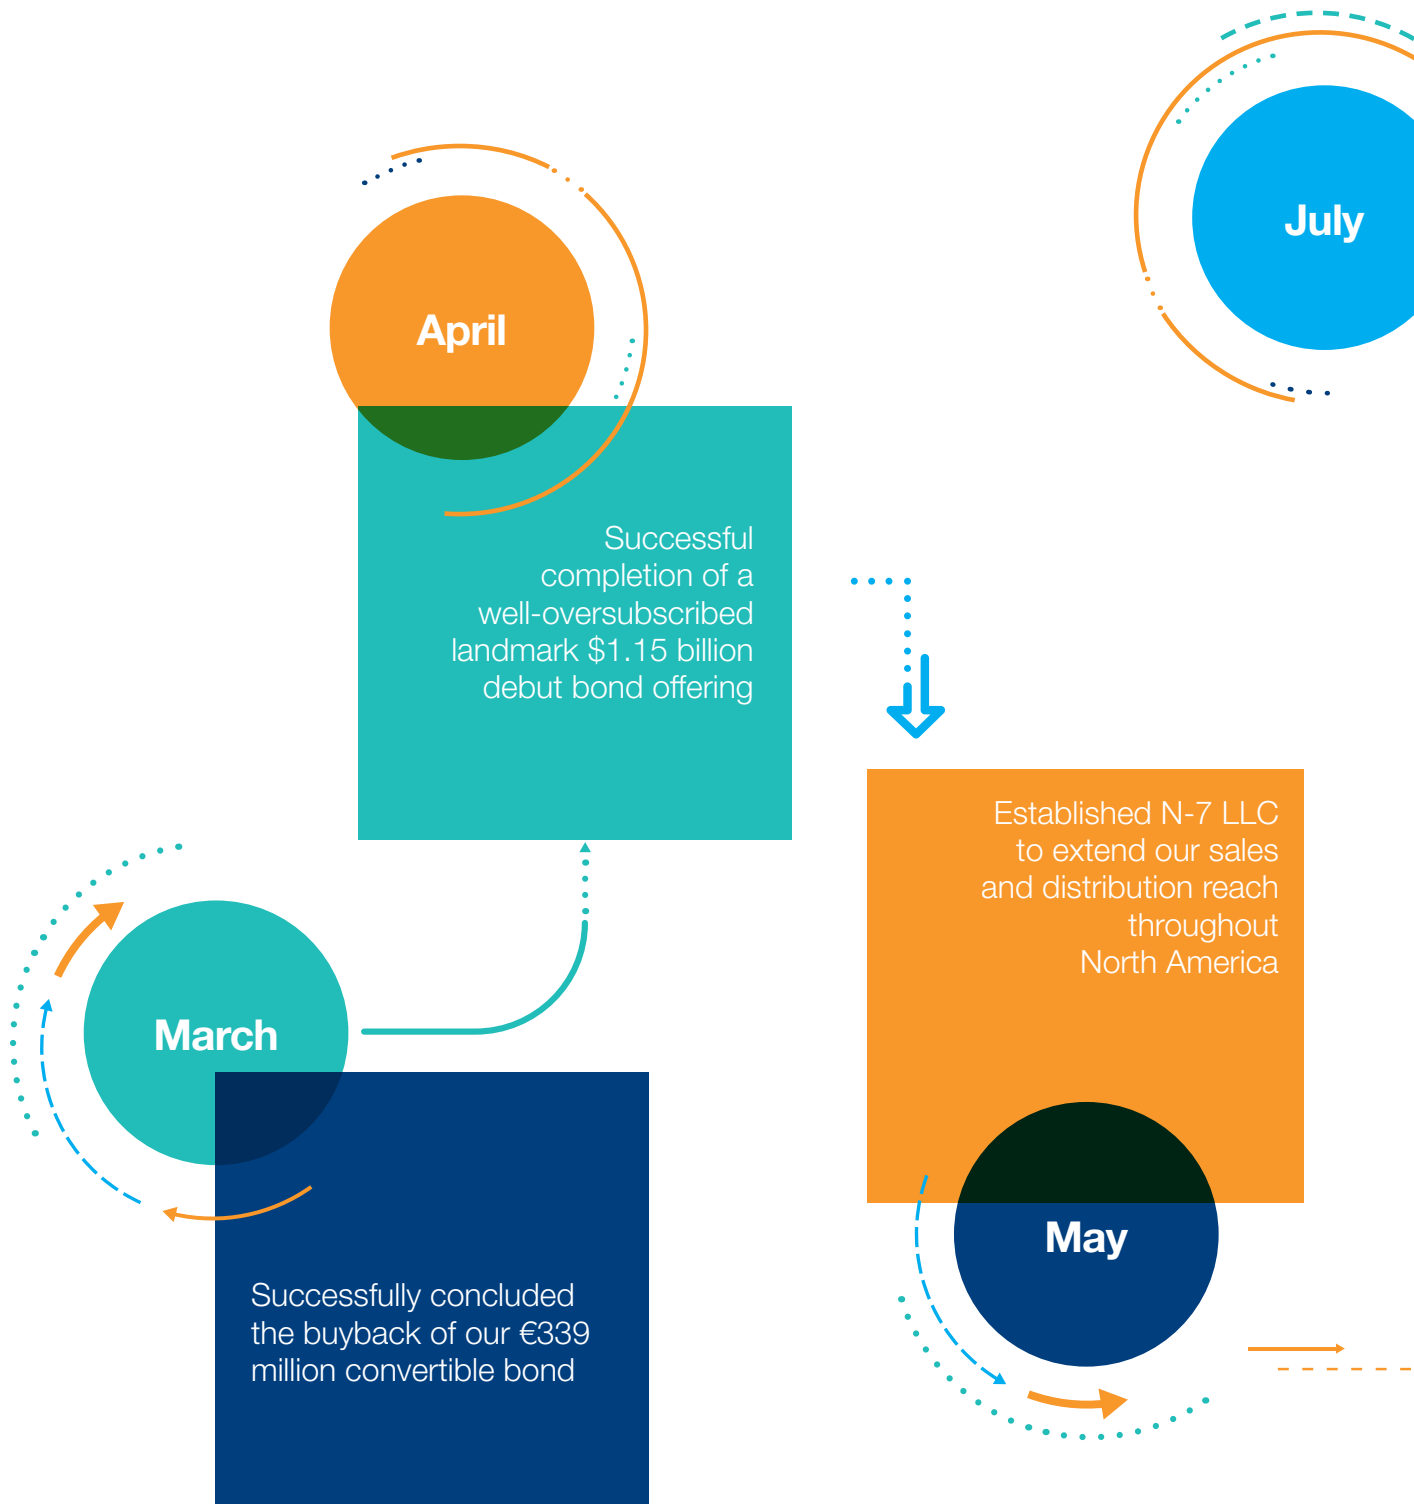 March
Successfully concluded
the buyback of our €339
million convertible bond
April
Successful
completion of a
well-oversubscribed
landmark $1.15 billion
debut bond offering
Established N-7 LLC
to extend our sales
and distribution reach
throughout
North America
May
July